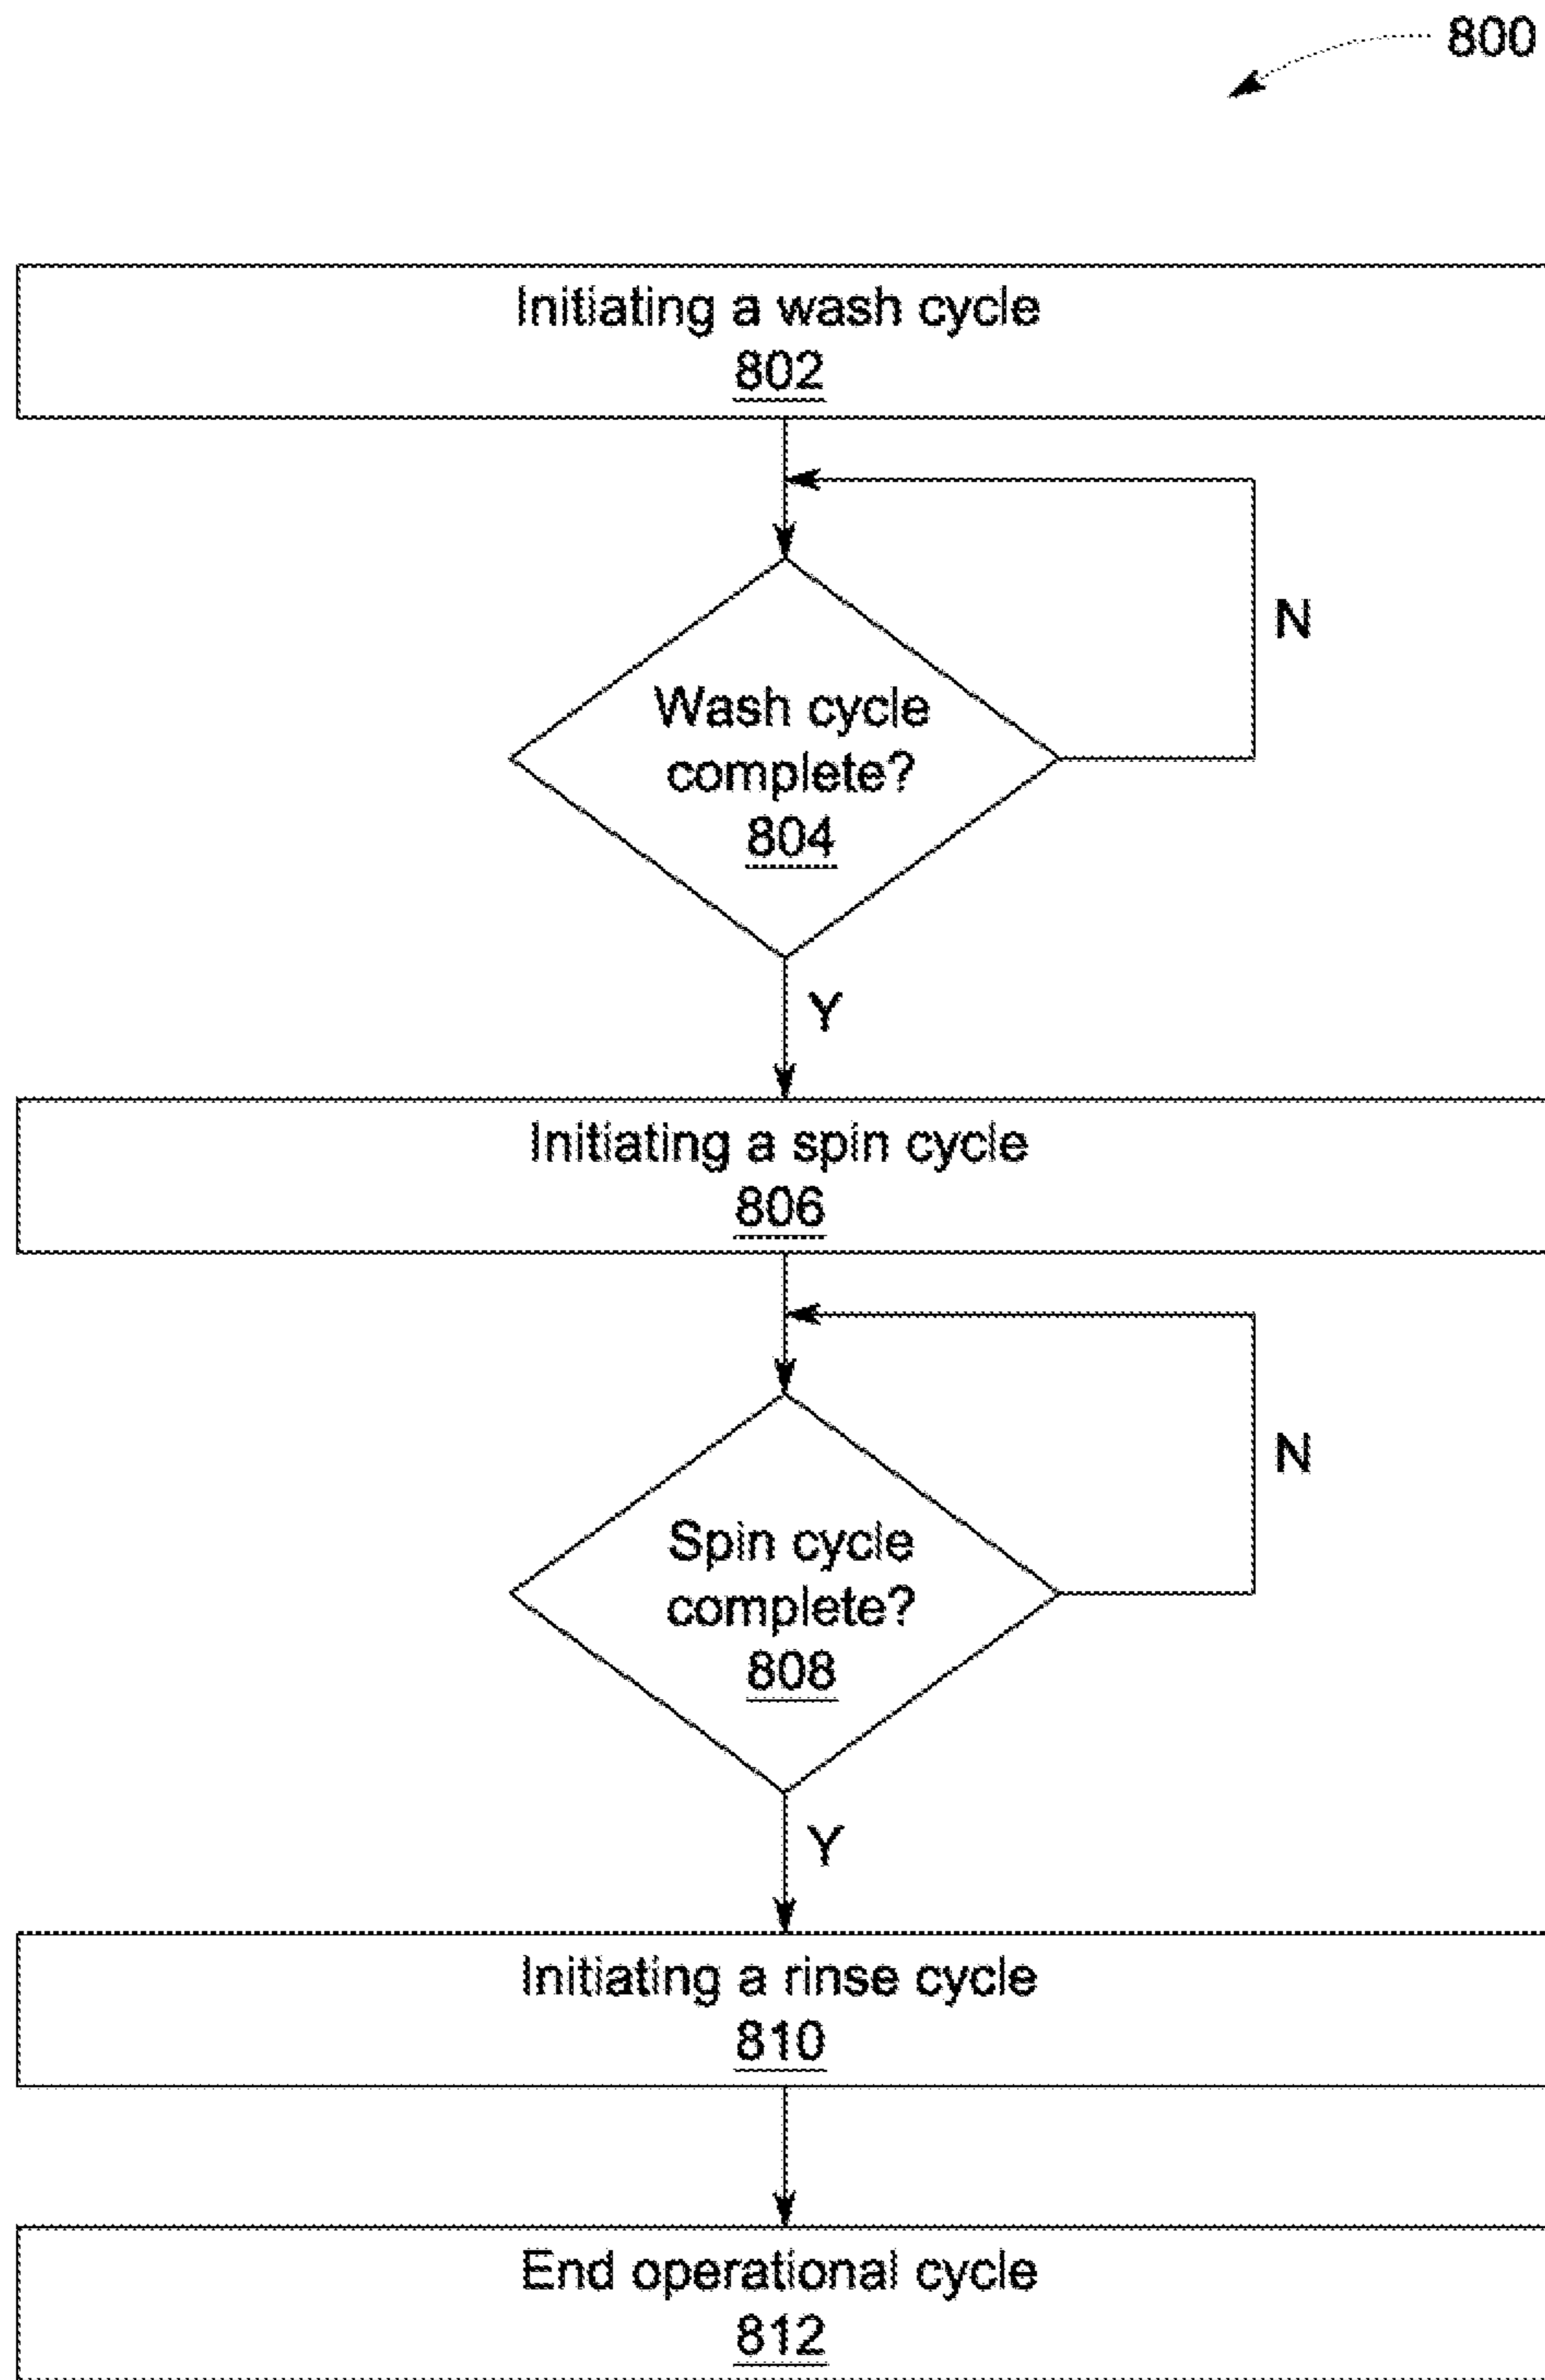 800
Initiating a wash cycle
802
N
Wash cycle
complete?
804
Y
Initiating a spin cycle
806
N
Spin cycle
complete?
808
Y
Initiating a rinse cycle
810
End operational cycle
812